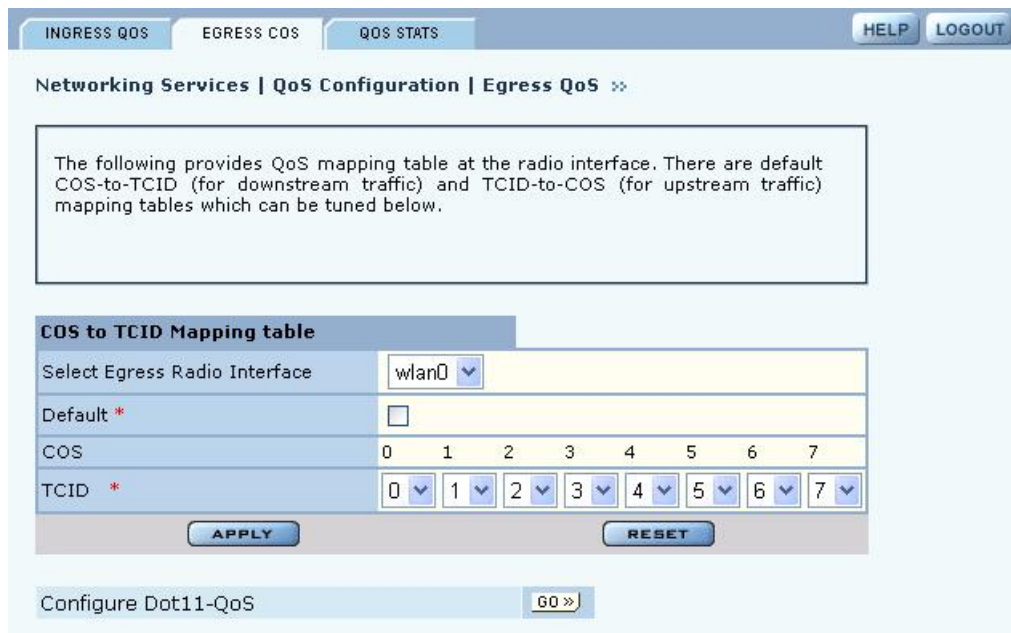 INGRESS QOS EGRESS COS QOS STATS HELP LOGOUT
Networking Services | QoS Configuration | Egress QoS »
The following provides QoS mapping table at the radio interface. There are default
COS-to-TCID (for downstream traffic) and TCID-to-COS (for upstream traffic)
mapping tables which can be tuned below.
COS to TCID Mapping table
Select Egress Radio Interface wlan0
Default *
COS 0 1 2 3 4 5 6 7
TCID * 0 1 2 3 4 5 6 7
APPLY RESET
Configure Dot11-QoS GO »